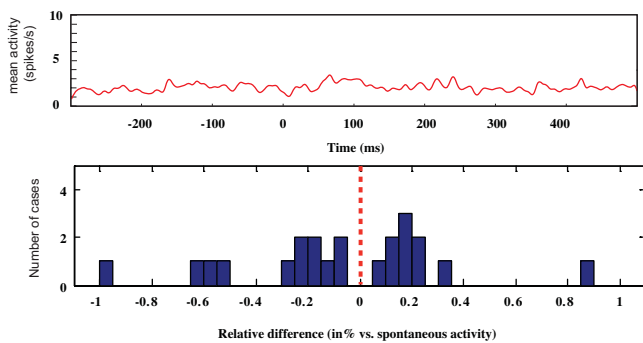 10
5
0
mean activity
(spikes/s)
-200 -100 0 100 200 300 400
Time (ms)
4
2
0
Number of cases
-1 -0.8 -0.6 -0.4 -0.2 0 0.2 0.4 0.6 0.8 1
Relative difference (in% vs. spontaneous activity)